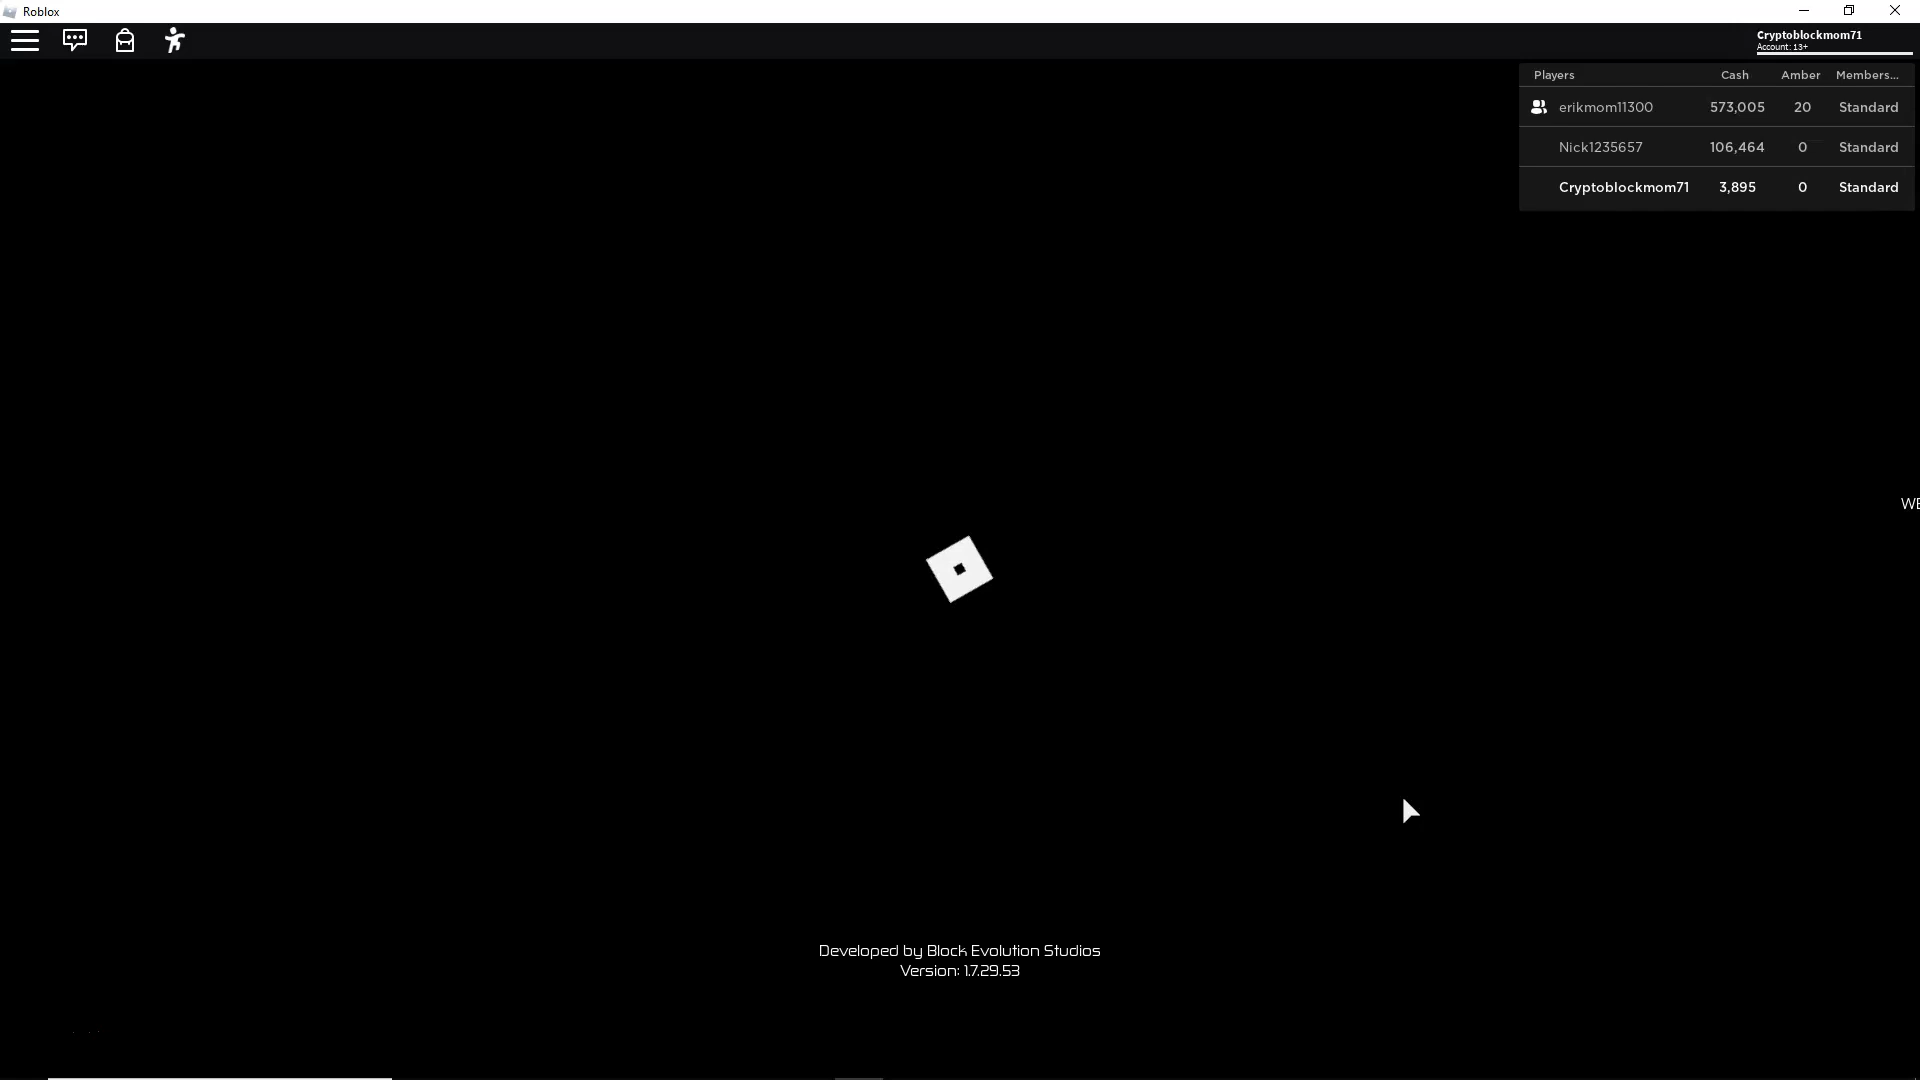 Roblox
Cryptoblockmom71
Account: 13+
Players Cash Amber Members...
erikmom11300 573,005 20 Standard
Nick1235657 106,464 0 Standard
Cryptoblockmom71 3,895 0 Standard
WE
Developed by Block Evolution Studios
Version: 1.7.29.53